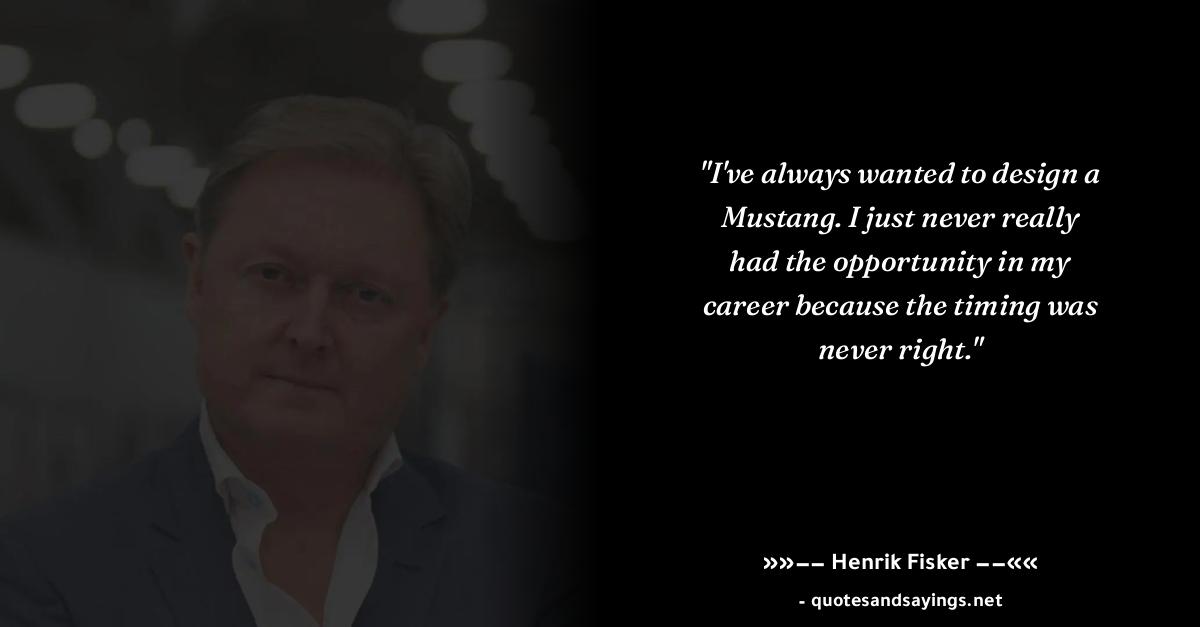 "I've always wanted to design a
Mustang. I just never really
had the opportunity in my
career because the timing was
never right."
»»−− Henrik Fisker −−««
- quotesandsayings.net